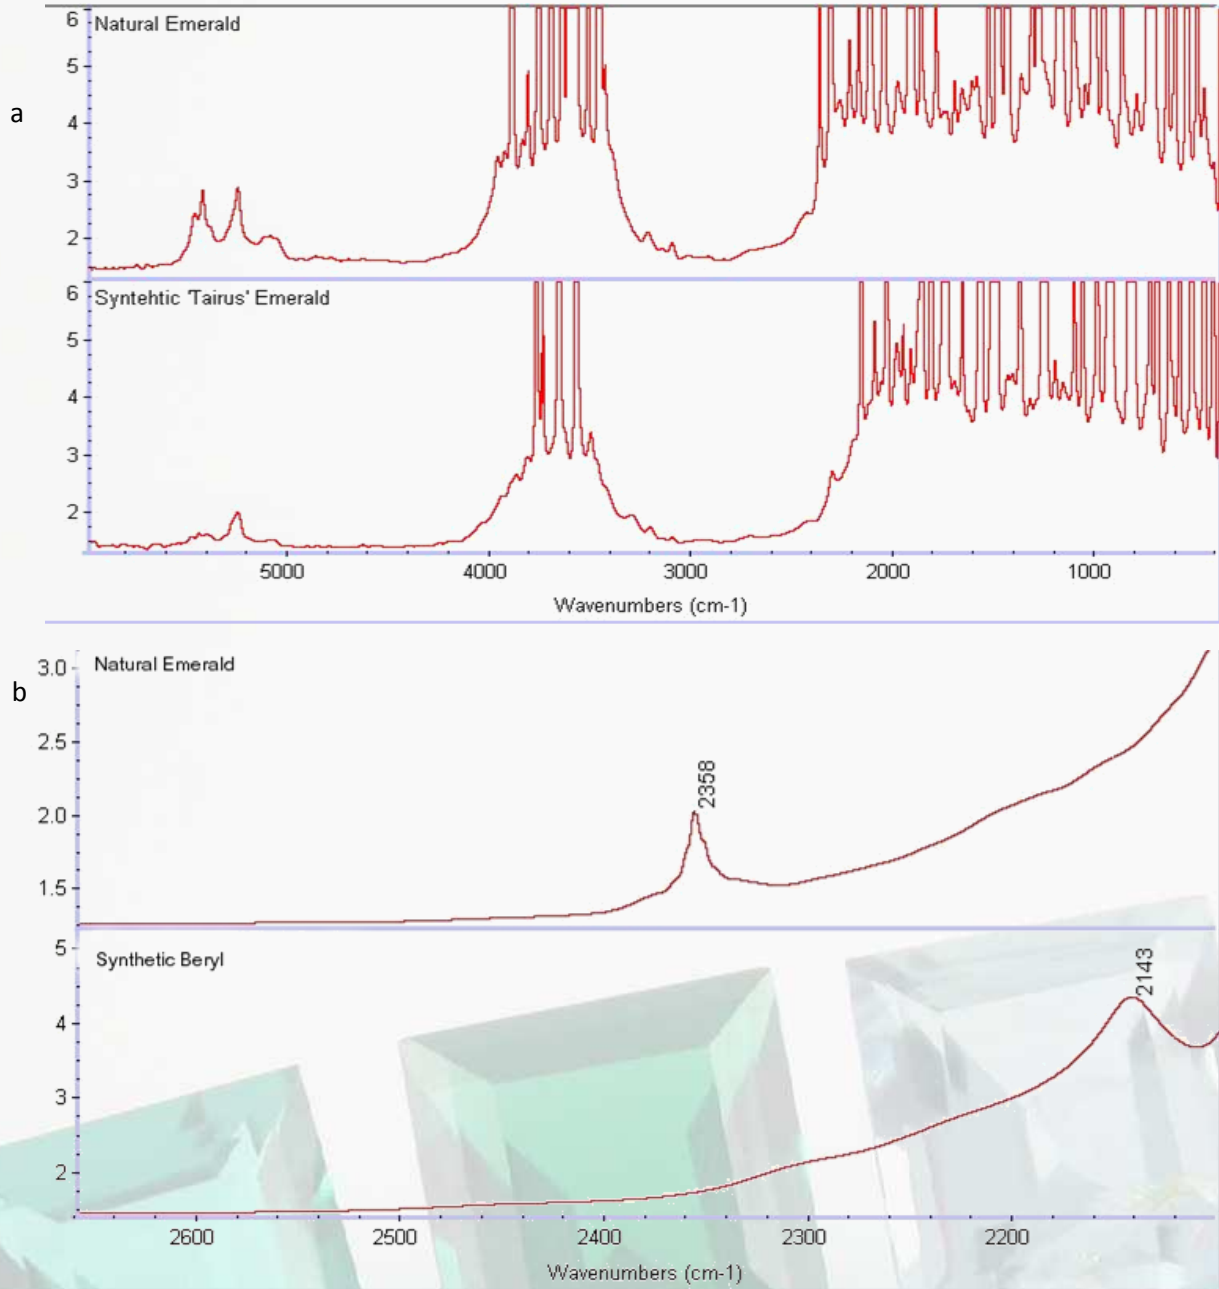 a
Natural Emerald
6
5
4
3
2
Syntehtic 'Tairus' Emerald
6
5
4
3
2
5000 4000 3000 2000 1000
Wavenumbers (cm-1)
b
Natural Emerald
3.0
2.5
2.0
1.5
2358
Synthetic Beryl
5
4
3
2
2143
2600 2500 2400 2300 2200
Wavenumbers (cm-1)